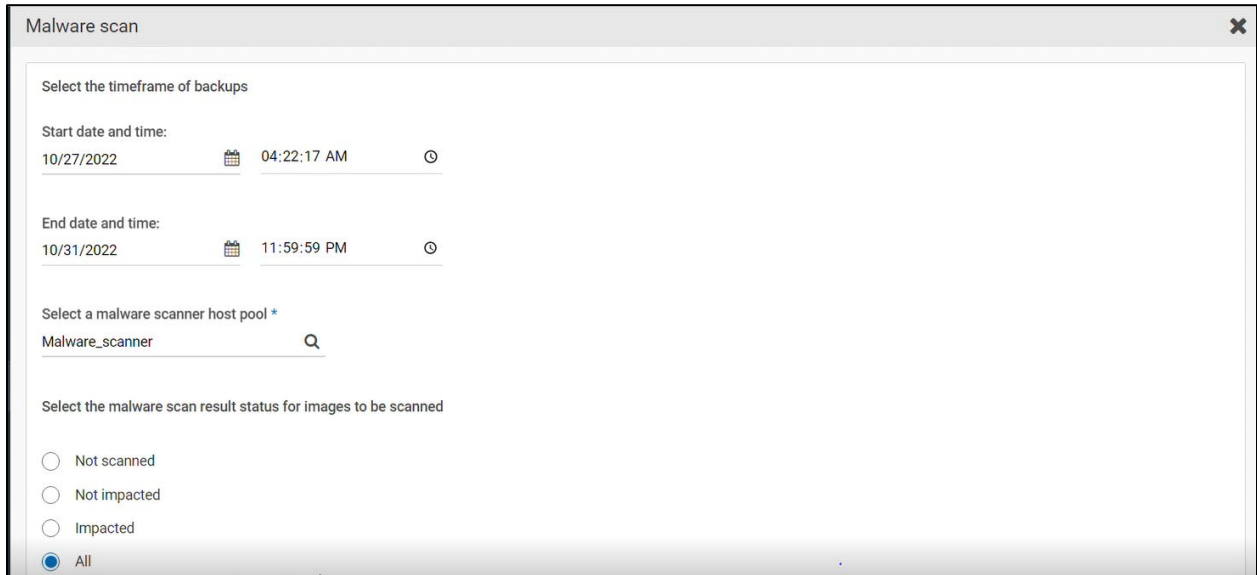 Malware scan
Select the timeframe of backups
Start date and time:
10/27/2022 04:22:17 AM
End date and time:
10/31/2022 11:59:59 PM
Select a malware scanner host pool *
Malware_scanner
Select the malware scan result status for images to be scanned
Not scanned
Not impacted
Impacted
All